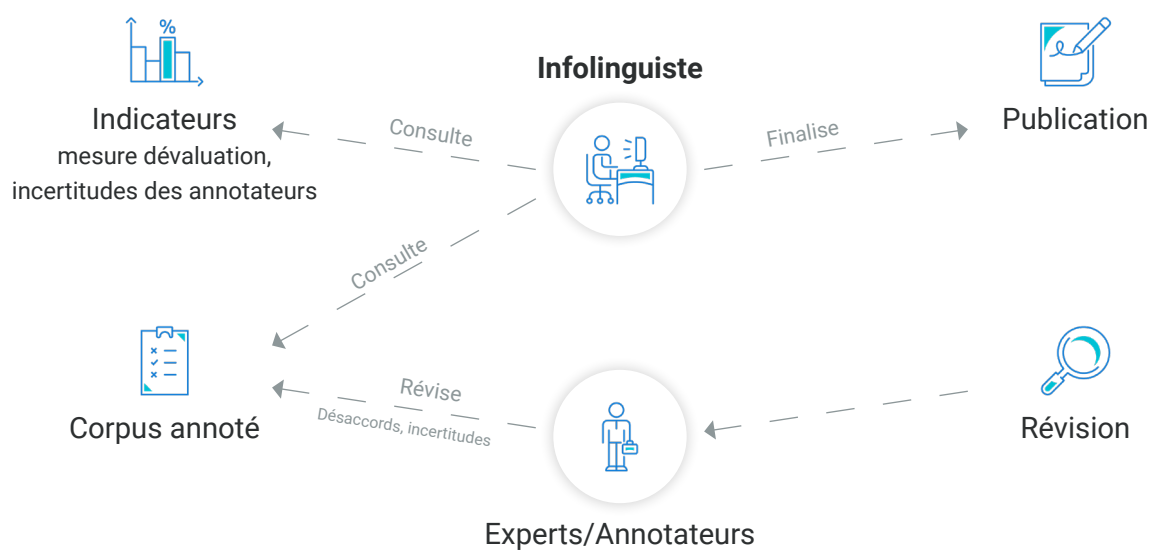 %
Infolinguiste
Indicateurs
mesure dévaluation,
incertitudes des annotateurs
Consulte
Finalise
Publication
Consulte
Corpus annoté
Révise
Désaccords, incertitudes
Révision
Experts/Annotateurs